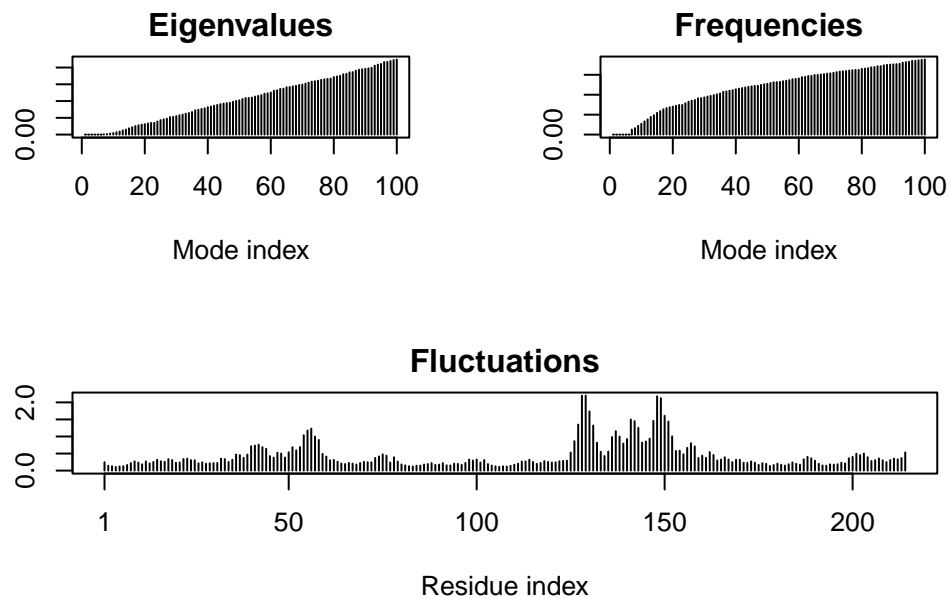 Eigenvalues
0.00
0 20 40 60 80 100
Mode index
Frequencies
0.00
0 20 40 60 80 100
Mode index
Fluctuations
2.0
0.0
1 50 100 150 200
Residue index